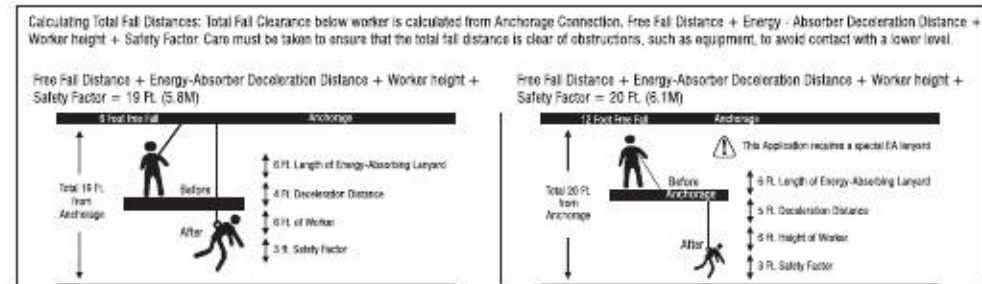 Calculating Total Fall Distances: Total Fall Clearance below worker is calculated from Anchorage Connection, Free Fall Distance + Energy - Absorber Deceleration Distance +
Worker height + Safety Factor. Care must be taken to ensure that the total fall distance is clear of obstructions, such as equipment, to avoid contact with a lower level.
Free Fall Distance + Energy-Absorber Deceleration Distance + Worker height +
Safety Factor = 19 Ft. (5.8M)
6 Foot Free Fall
Anchorage
Total 19 Ft.
from
Anchorage
Before
After
6 Ft. Length of Energy-Absorbing Lanyard
4 Ft. Deceleration Distance
6 Ft. of Worker
3 ft. Safety Factor
Free Fall Distance + Energy-Absorber Deceleration Distance + Worker height +
Safety Factor = 20 Ft. (6.1M)
12 Foot Free Fall
Anchorage
This Application requires a special EA lanyard
Total 20 Ft.
from
Anchorage
Before
Anchorage
After
6 Ft. Length of Energy-Absorbing Lanyard
5 Ft. Deceleration Distance
6 Ft. Height of Worker
3 Ft. Safety Factor